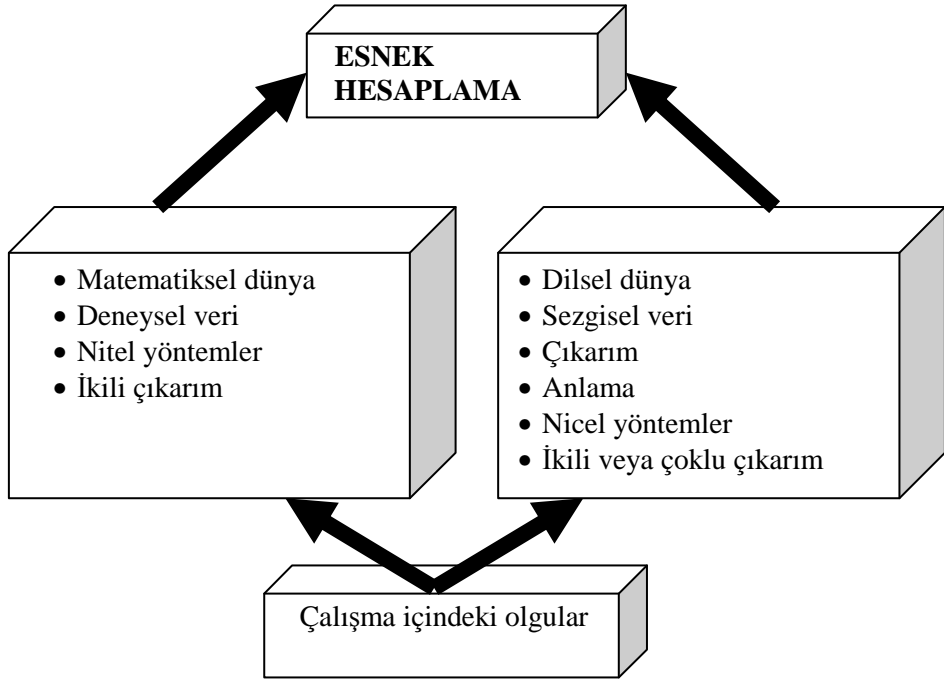 ESNEK
HESAPLAMA
• Matematiksel dünya
• Deneysel veri
• Nitel yöntemler
• İkili çıkarım
• Dilsel dünya
• Sezgisel veri
• Çıkarım
• Anlama
• Nicel yöntemler
• İkili veya çoklu çıkarım
Çalışma içindeki olgular